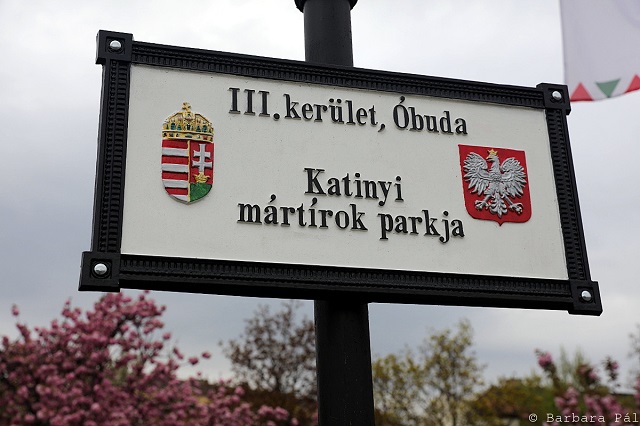 III. kerület, Óbuda
Katinyi
mártírok parkja
© Barbara Pál